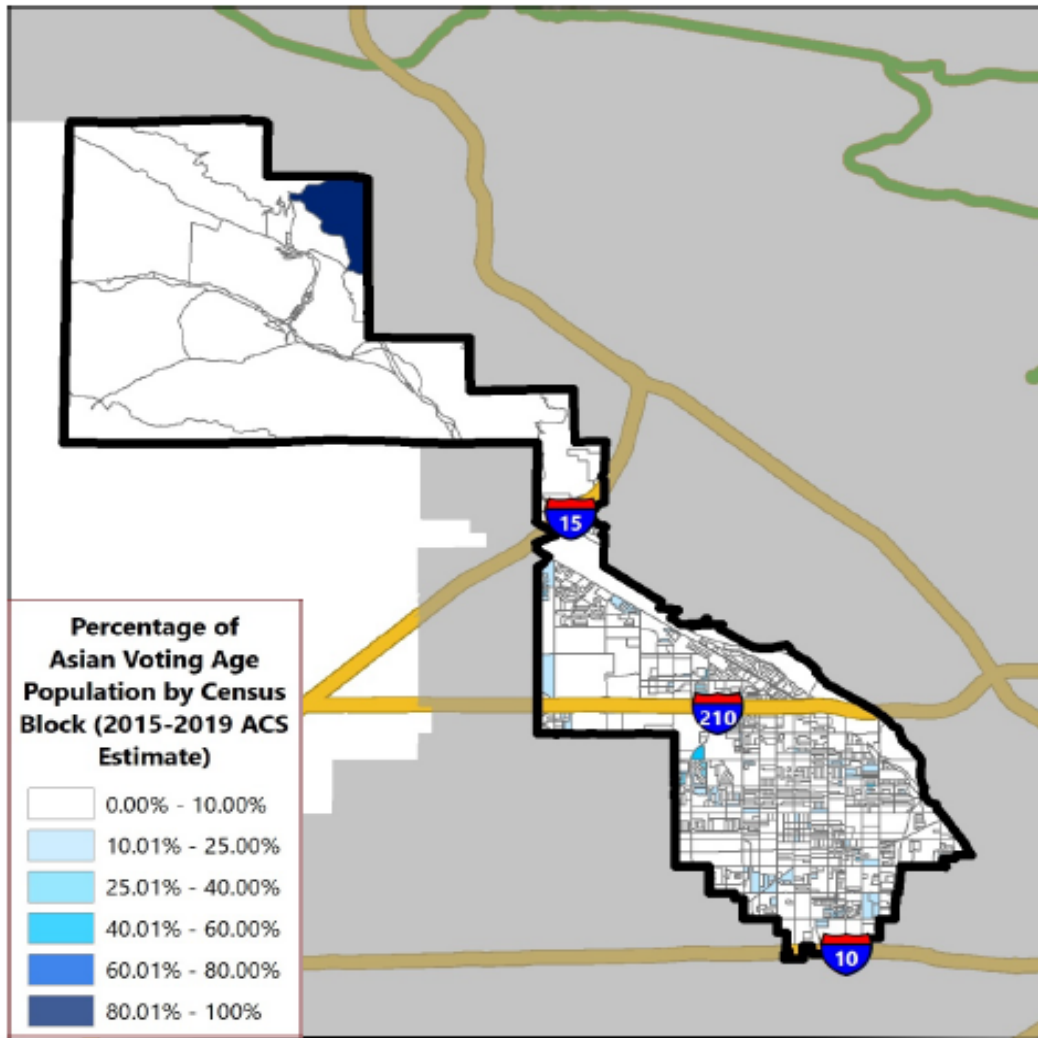 15
210
10
Percentage of
Asian Voting Age
Population by Census
Block (2015-2019 ACS
Estimate)
0.00% - 10.00%
10.01% - 25.00%
25.01% - 40.00%
40.01% - 60.00%
60.01% - 80.00%
80.01% - 100%